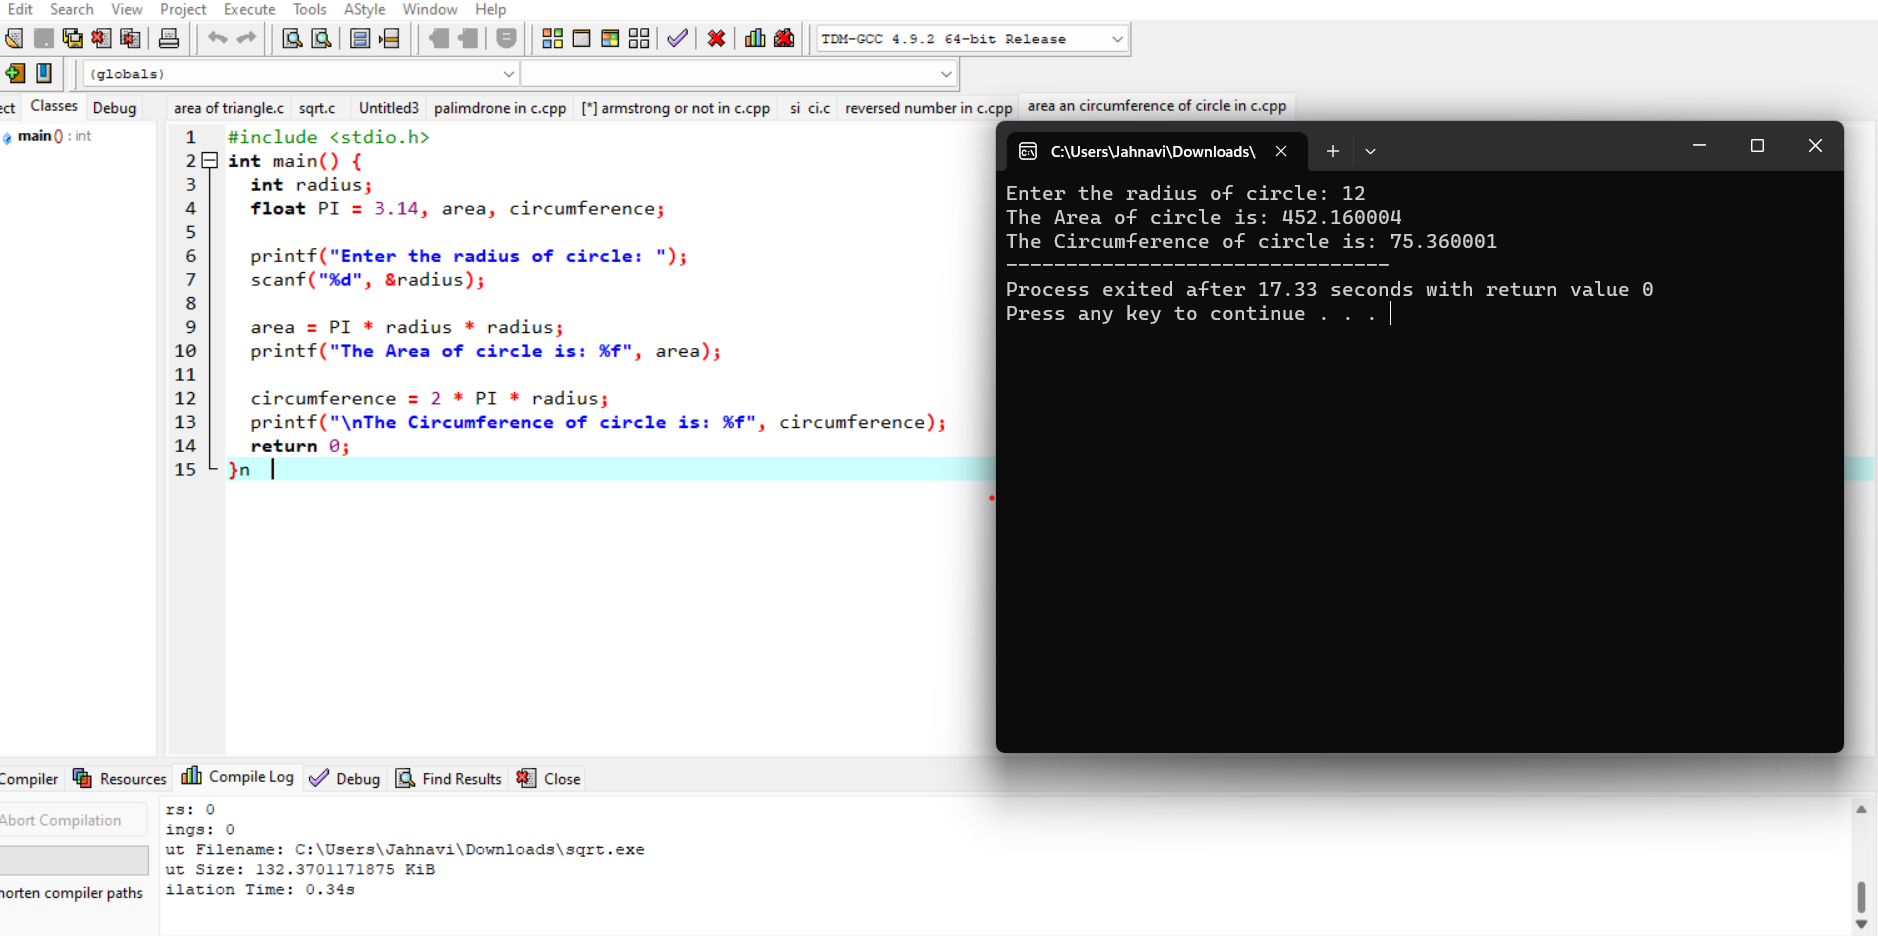 Edit Search View Project Execute Tools AStyle Window Help
TDM-GCC 4.9.2 64-bit Release
(globals)
ect Classes Debug
area of triangle.c sqrt.c Untitled3 palimdrone in c.cpp [*] armstrong or not in c.cpp si ci.c reversed number in c.cpp area an circumference of circle in c.cpp
main () : int
1 #include <stdio.h>
2 int main() {
3 int radius;
4 float PI = 3.14, area, circumference;
5
6 printf("Enter the radius of circle: ");
7 scanf("%d", &radius);
8
9 area = PI * radius * radius;
10 printf("The Area of circle is: %f", area);
11
12 circumference = 2 * PI * radius;
13 printf("\nThe Circumference of circle is: %f", circumference);
14 return 0;
15 }n
C:\Users\Jahnavi\Downloads\
Enter the radius of circle: 12
The Area of circle is: 452.160004
The Circumference of circle is: 75.360001
--------------------------------
Process exited after 17.33 seconds with return value 0
Press any key to continue . . .
Compiler Resources Compile Log Debug Find Results Close
Abort Compilation
horten compiler paths
rs: 0
ings: 0
ut Filename: C:\Users\Jahnavi\Downloads\sqrt.exe
ut Size: 132.3701171875 KiB
ilation Time: 0.34s